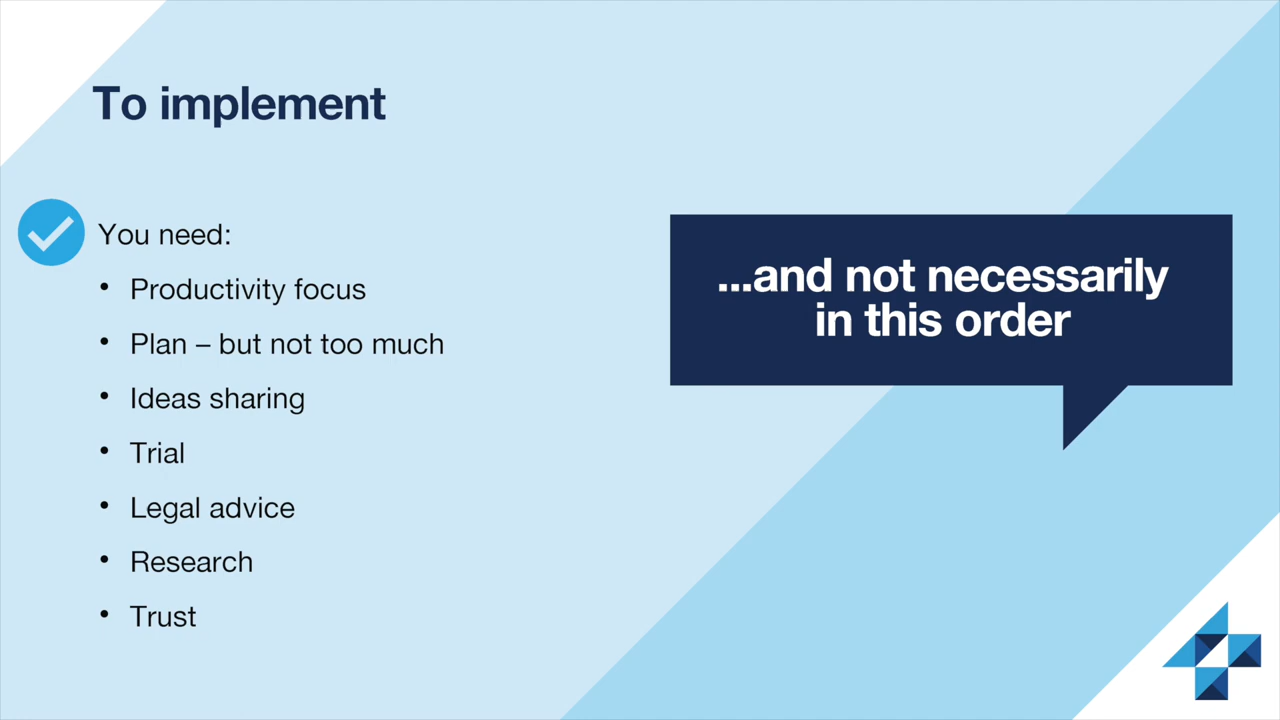 To implement
You need:
• Productivity focus
• Plan – but not too much
• Ideas sharing
• Trial
• Legal advice
• Research
• Trust
...and not necessarily
in this order